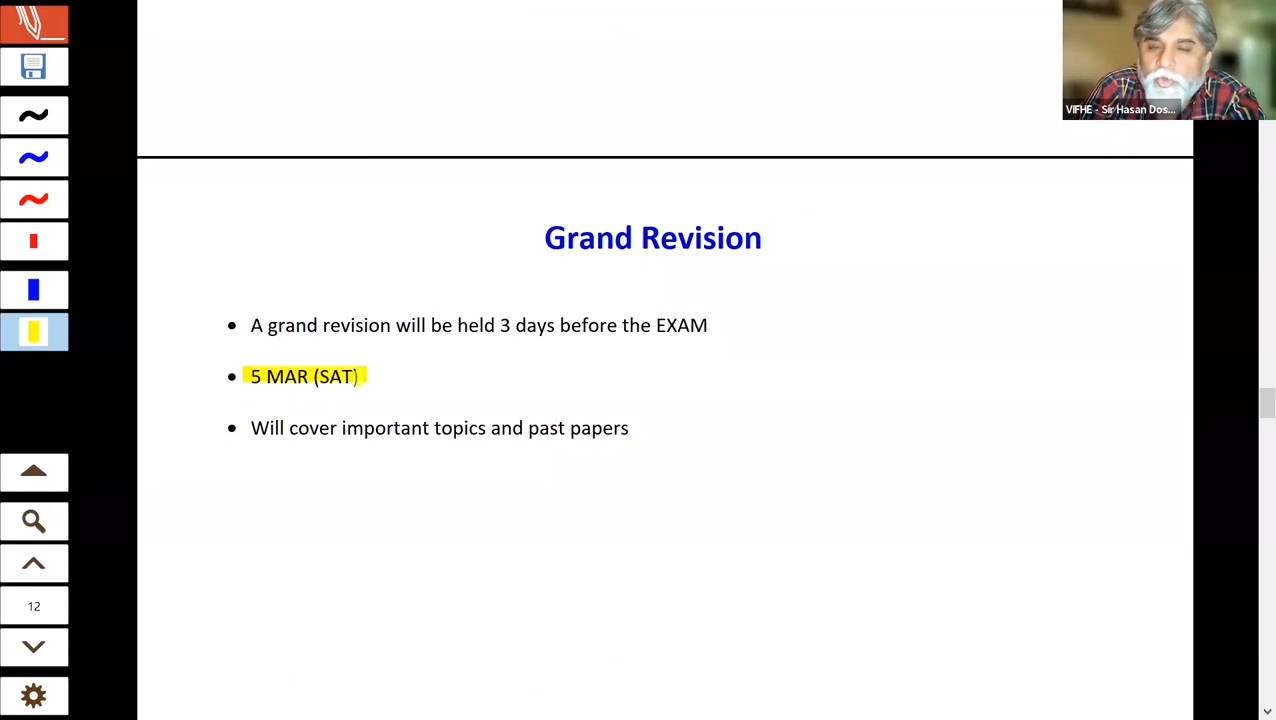 VIFHE - Sir Hasan Dos...
Grand Revision
• A grand revision will be held 3 days before the EXAM
• 5 MAR (SAT)
• Will cover important topics and past papers
12